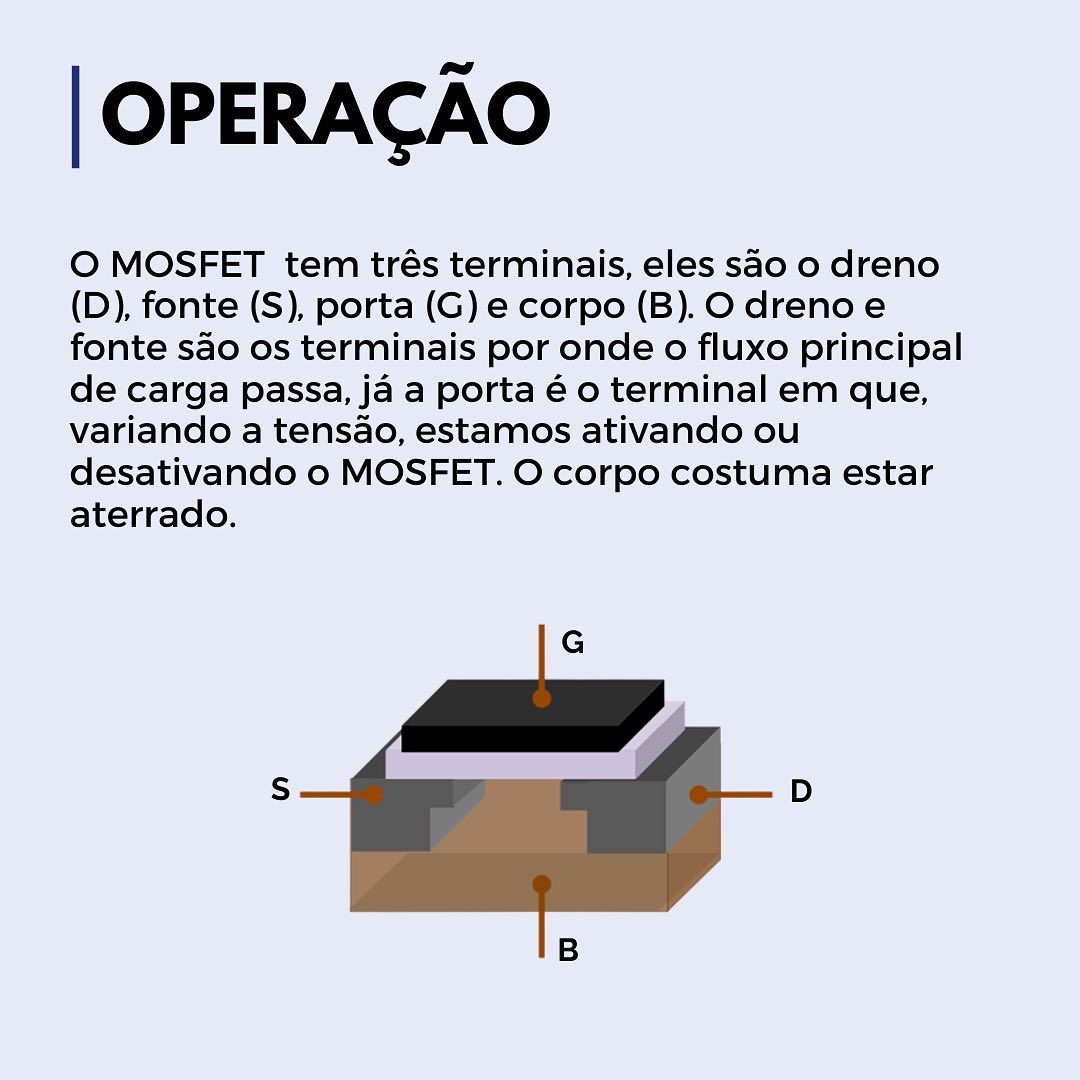 OPERAÇÃO
O MOSFET  tem três terminais, eles são o dreno
(D), fonte (S), porta (G) e corpo (B). O dreno e
fonte são os terminais por onde o fluxo principal
de carga passa, já a porta é o terminal em que,
variando a tensão, estamos ativando ou
desativando o MOSFET. O corpo costuma estar
aterrado.
G
S
D
B